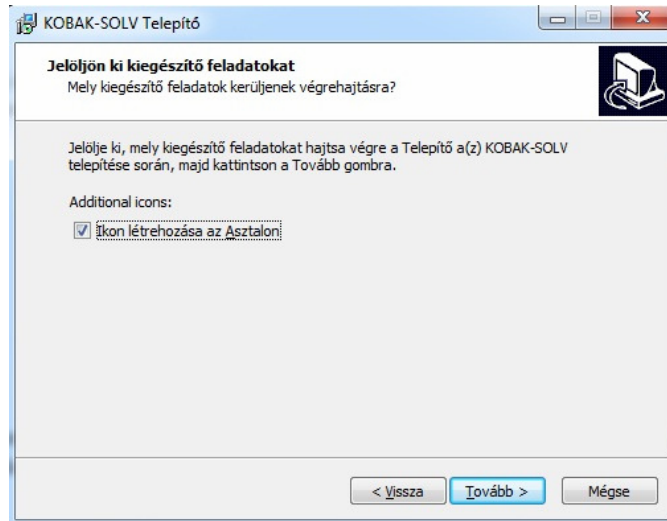 KOBAK-SOLV Telepítő
Jelöljön ki kiegészítő feladatokat
Mely kiegészítő feladatok kerüljenek végrehajtásra?
Jelölje ki, mely kiegészítő feladatokat hajtsa végre a Telepítő a(z) KOBAK-SOLV
telepítése során, majd kattintson a Tovább gombra.
Additional icons:
Ikon létrehozása az Asztalon
< Vissza Tovább > Mégse